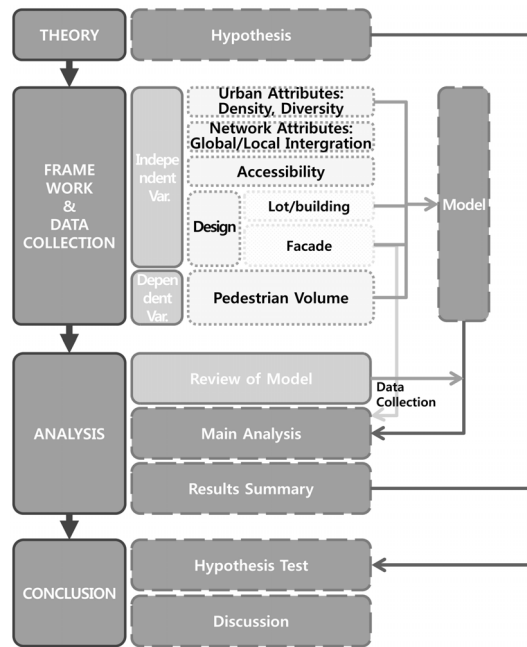 THEORY
Hypothesis
FRAME
WORK
&
DATA
COLLECTION
Independ
ent Var.
Urban Attributes:
Density, Diversity
Network Attributes:
Global/Local Intergration
Accessibility
Design
Lot/building
Facade
Model
Depen
dent
Var.
Pedestrian Volume
ANALYSIS
Review of Model
Data
Collection
Main Analysis
Results Summary
CONCLUSION
Hypothesis Test
Discussion